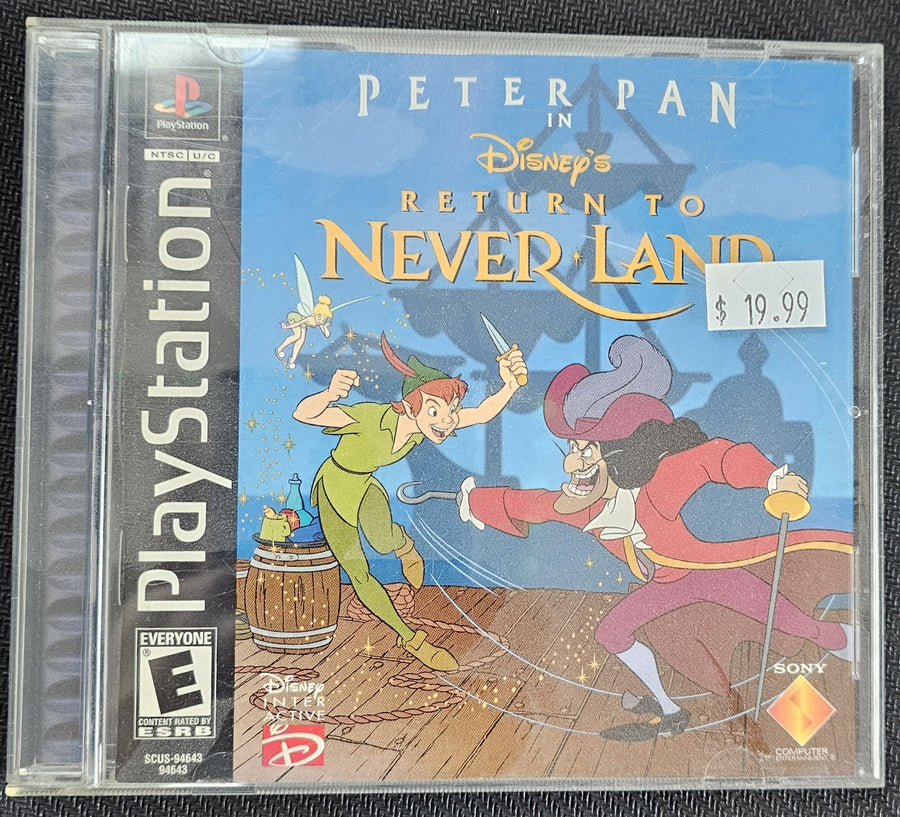 PlayStation
NTSC U/C
PlayStation
PETER PAN
IN
Disney's
RETURN TO
NEVER LAND
$ 19.99
EVERYONE
E
CONTENT RATED BY
ESRB
SCUS-94643
94643
Disney
INTER
ACTIVE
D
SONY
COMPUTER
ENTERTAINMENT